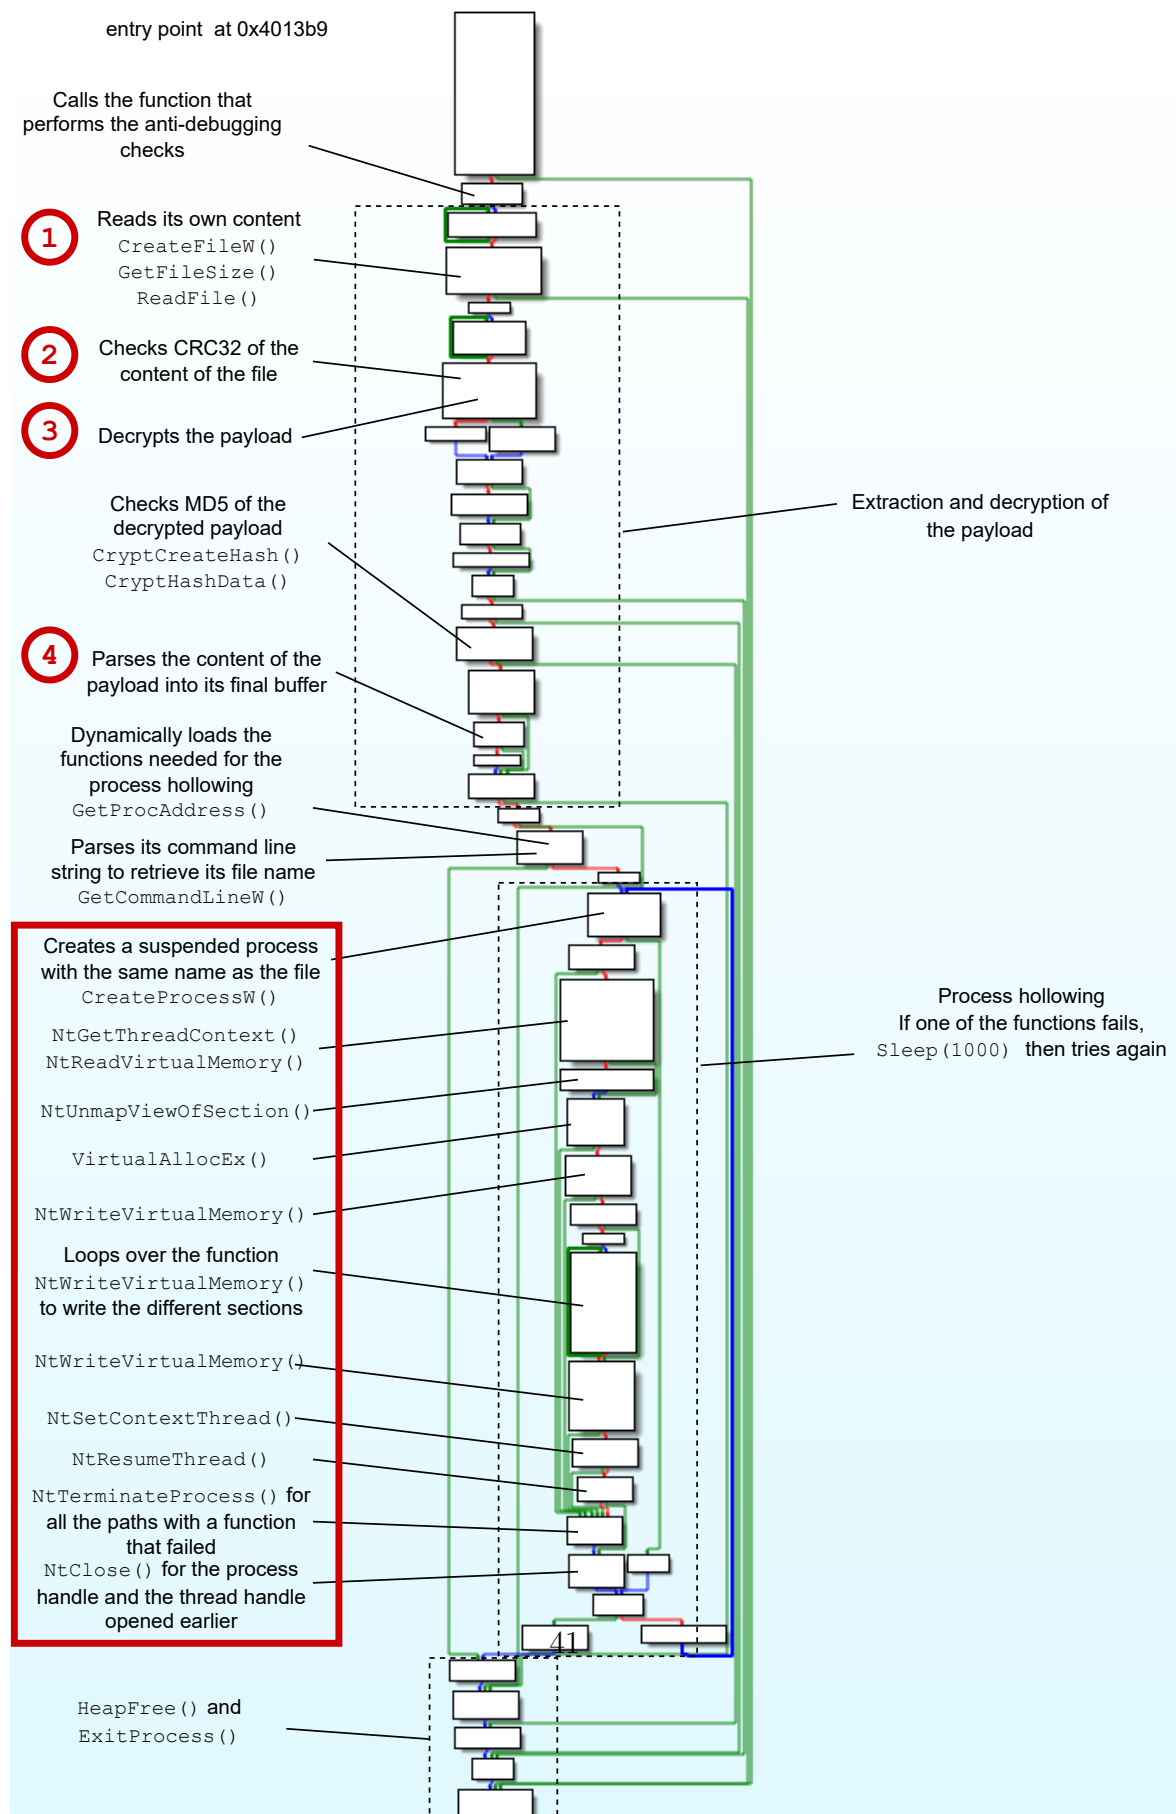 entry point at 0x4013b9
Calls the function that
performs the anti-debugging
checks
1
Reads its own content
CreateFileW()
GetFileSize()
ReadFile()
2
Checks CRC32 of the
content of the file
3
Decrypts the payload
Checks MD5 of the
decrypted payload
CryptCreateHash()
CryptHashData()
Extraction and decryption of
the payload
4
Parses the content of the
payload into its final buffer
Dynamically loads the
functions needed for the
process hollowing
GetProcAddress()
Parses its command line
string to retrieve its file name
GetCommandLineW()
Creates a suspended process
with the same name as the file
CreateProcessW()
NtGetThreadContext()
NtReadVirtualMemory()
Process hollowing
If one of the functions fails,
Sleep(1000) then tries again
NtUnmapViewOfSection()
VirtualAllocEx()
NtWriteVirtualMemory()
Loops over the function
NtWriteVirtualMemory()
to write the different sections
NtWriteVirtualMemory()
NtSetContextThread()
NtResumeThread()
NtTerminateProcess() for
all the paths with a function
that failed
NtClose() for the process
handle and the thread handle
opened earlier
41
HeapFree() and
ExitProcess()